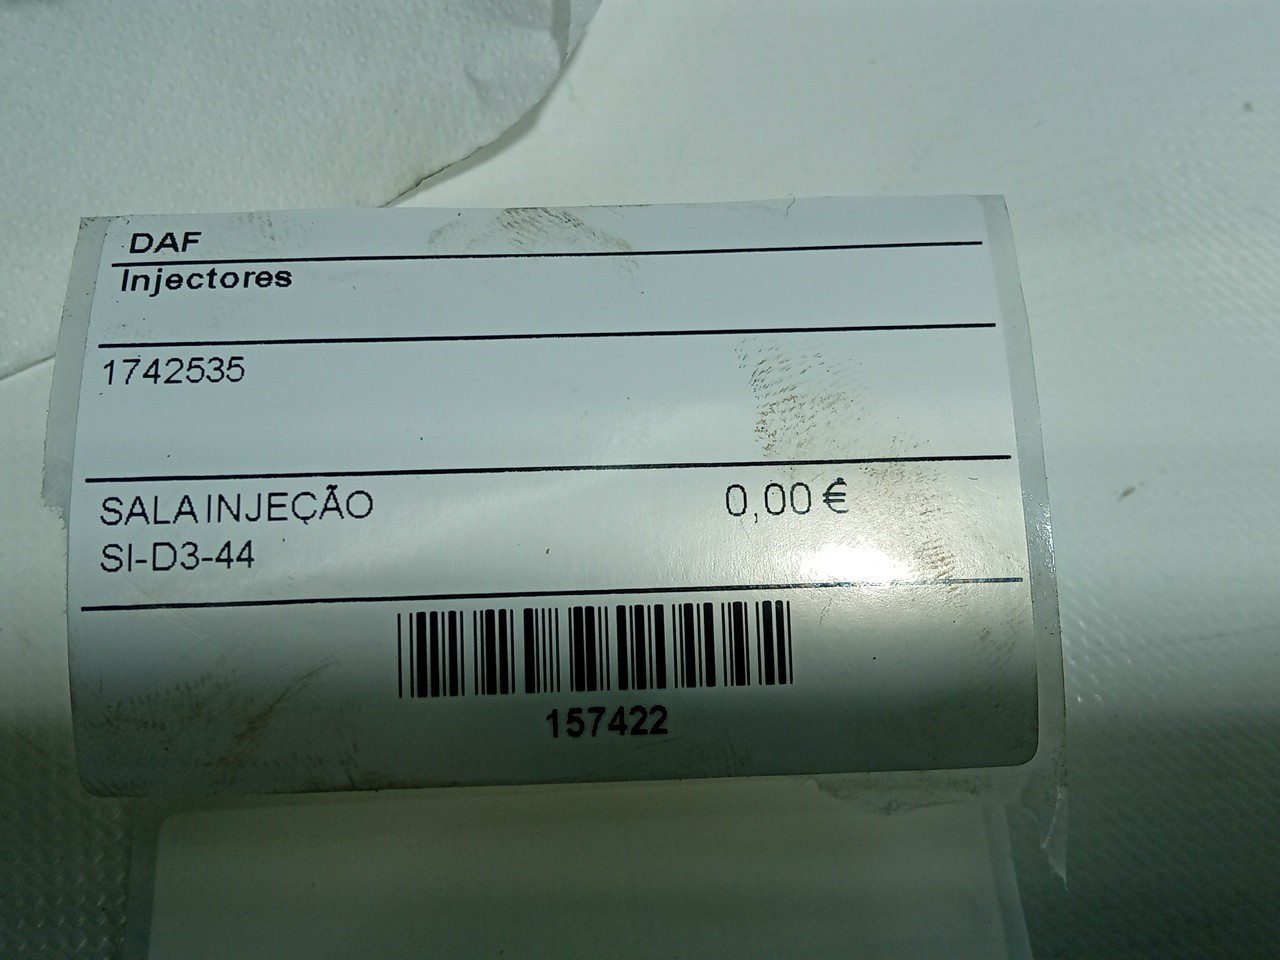 DAF
Injectores
1742535
SALA INJEÇÃO 0,00 €
SI-D3-44
157422